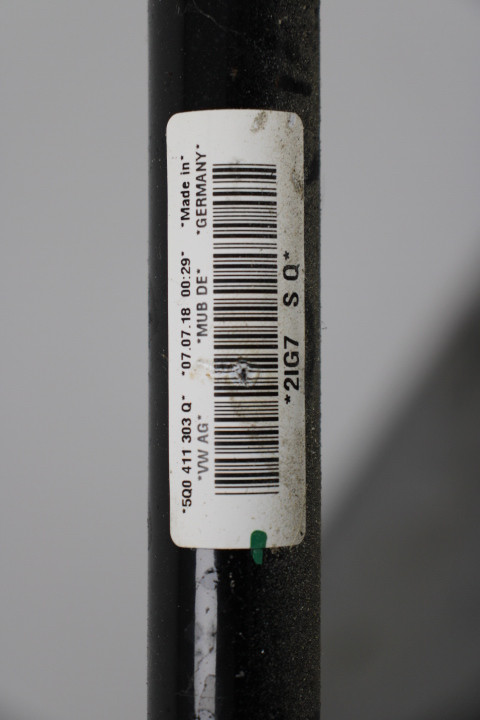 *5Q0 411 303 Q* *07.07.18 00:29* *Made in*
*VW AG* *MUB DE* *GERMANY*
*2IG7 S Q*